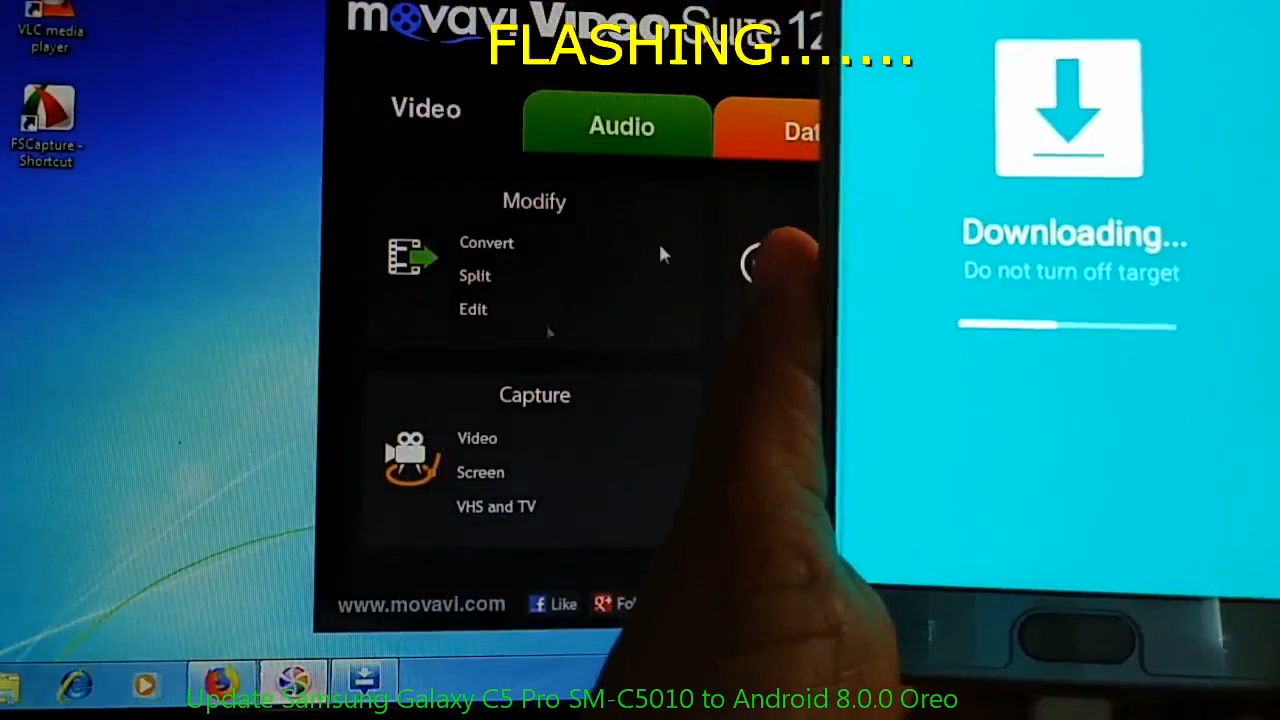 VLC media
player
FSCapture -
Shortcut
movavi VIDEO Suite 12
FLASHING.......
Video
Audio
Dat
Modify
Convert
Split
Edit
Capture
Video
Screen
VHS and TV
www.movavi.com
Like
Fo
Downloading...
Do not turn off target
Update Samsung Galaxy C5 Pro SM-C5010 to Android 8.0.0 Oreo